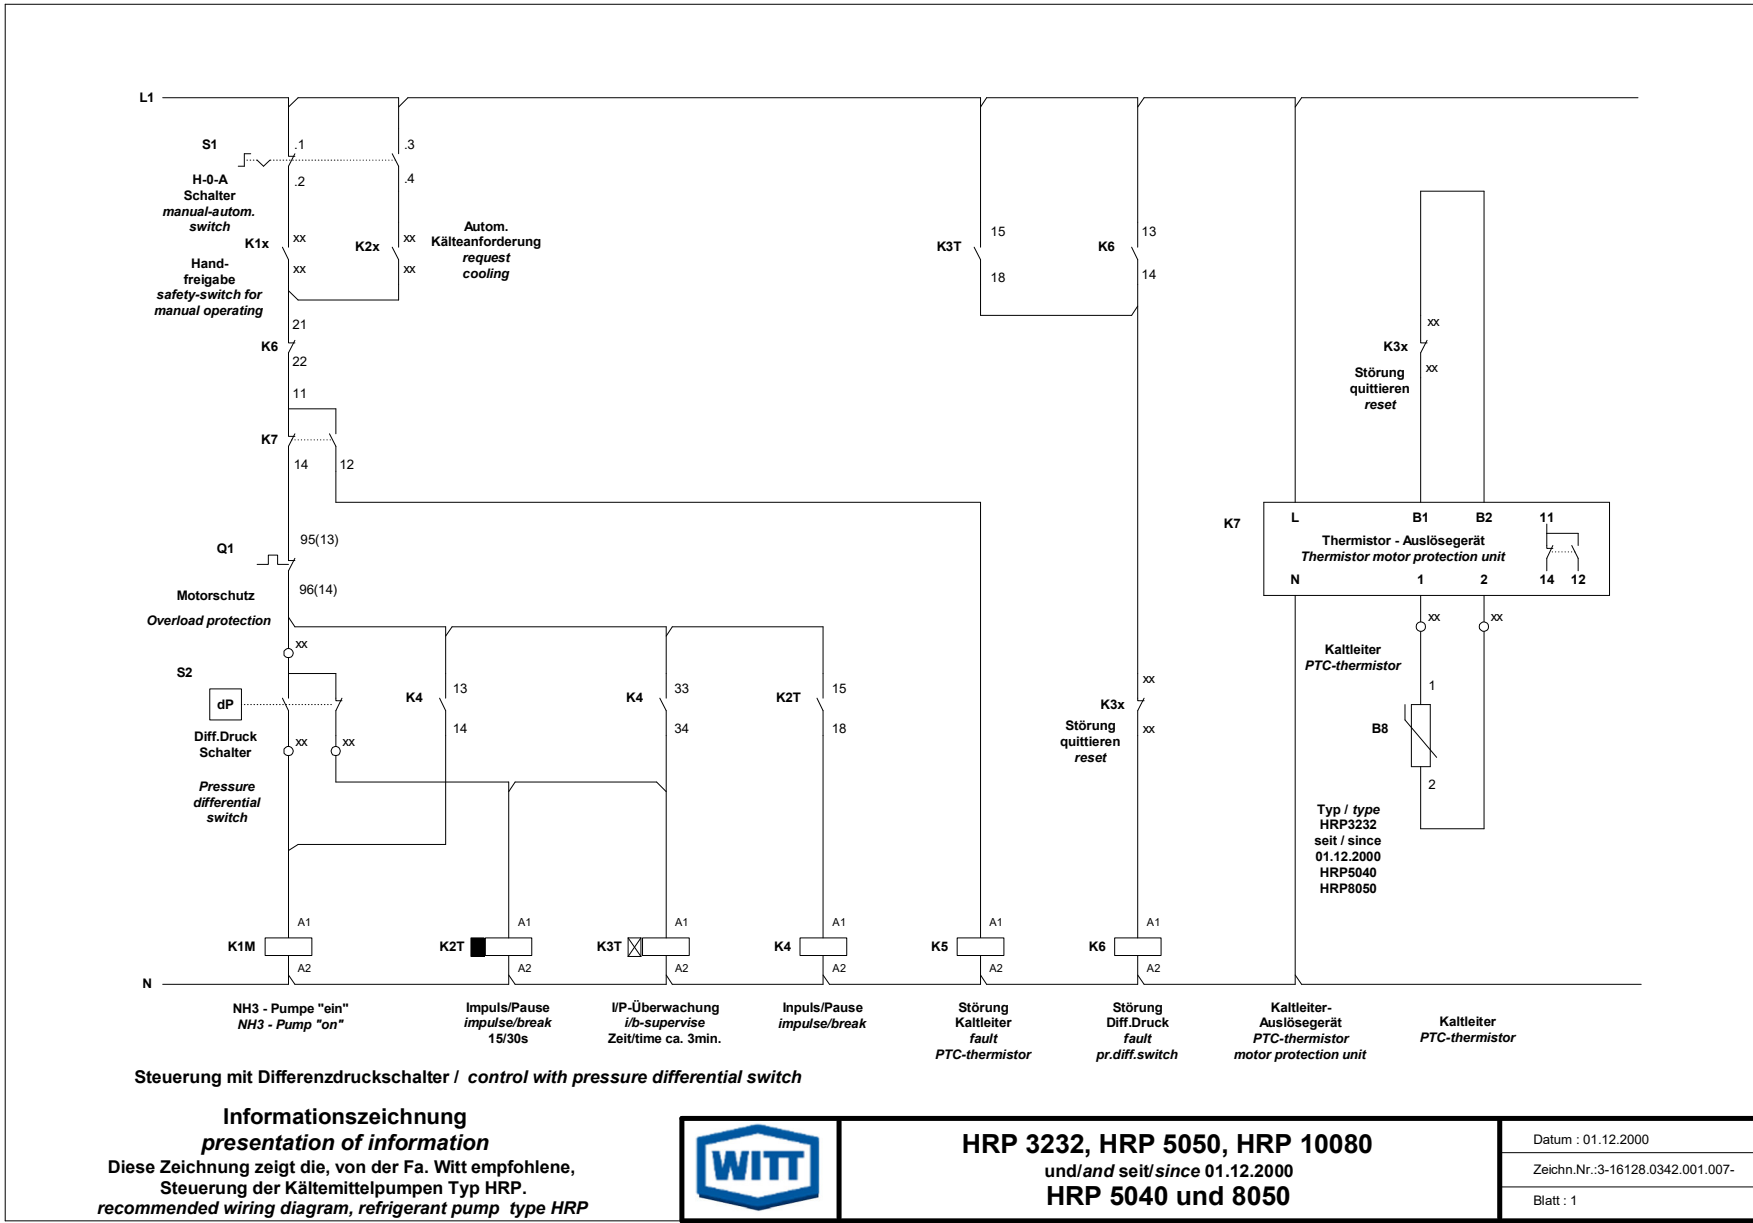 L1
S1
.1
.3
H-0-A
Schalter
manual-autom.
switch
.2
.4
K1x
xx
xx
K2x
xx
xx
Autom.
Kälteanforderung
request
cooling
Hand-
freigabe
safety-switch for
manual operating
K3T
15
18
K6
13
14
21
K6
22
11
K7
14
12
K3x
xx
xx
Störung
quittieren
reset
Q1
95(13)
96(14)
Motorschutz
Overload protection
K7
L
B1
B2
11
Thermistor - Auslösegerät
Thermistor motor protection unit
N
1
2
14
12
xx
S2
dP
Diff.Druck
Schalter
xx
xx
Pressure
differential
switch
K4
13
14
K4
33
34
K2T
15
18
K3x
xx
xx
Störung
quittieren
reset
xx
xx
Kaltleiter
PTC-thermistor
1
B8
2
Typ / type
HRP3232
seit / since
01.12.2000
HRP5040
HRP8050
K1M
A1
A2
K2T
A1
A2
K3T
A1
A2
K4
A1
A2
K5
A1
A2
K6
A1
A2
N
NH3 - Pumpe "ein"
NH3 - Pump "on"
Impuls/Pause
impulse/break
15/30s
I/P-Überwachung
i/b-supervise
Zeit/time ca. 3min.
Inpuls/Pause
impulse/break
Störung
Kaltleiter
fault
PTC-thermistor
Störung
Diff.Druck
fault
pr.diff.switch
Kaltleiter-
Auslösegerät
PTC-thermistor
motor protection unit
Kaltleiter
PTC-thermistor
Steuerung mit Differenzdruckschalter / control with pressure differential switch
Informationszeichnung
presentation of information
Diese Zeichnung zeigt die, von der Fa. Witt empfohlene,
Steuerung der Kältemittelpumpen Typ HRP.
recommended wiring diagram, refrigerant pump type HRP
WITT
HRP 3232, HRP 5050, HRP 10080
und/and seit/since 01.12.2000
HRP 5040 und 8050
Datum : 01.12.2000
Zeichn.Nr.:3-16128.0342.001.007-
Blatt : 1